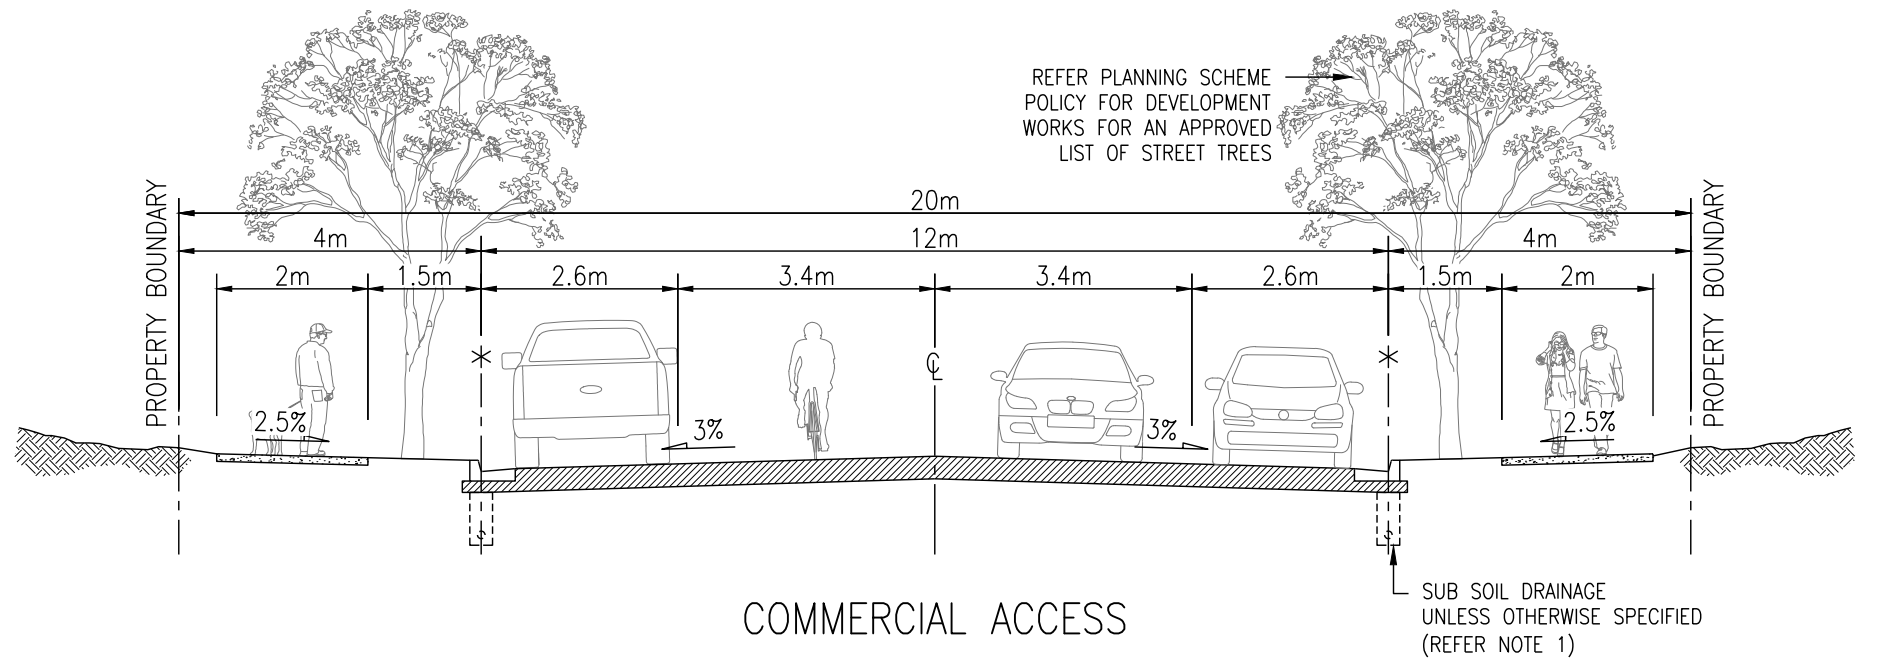 REFER PLANNING SCHEME
POLICY FOR DEVELOPMENT
WORKS FOR AN APPROVED
LIST OF STREET TREES
PROPERTY BOUNDARY
PROPERTY BOUNDARY
20m
4m 12m 4m
2m 1.5m 2.6m 3.4m 3.4m 2.6m 1.5m 2m
℄
2.5% 3% 3% 2.5%
S S
SUB SOIL DRAINAGE
UNLESS OTHERWISE SPECIFIED
(REFER NOTE 1)
COMMERCIAL ACCESS